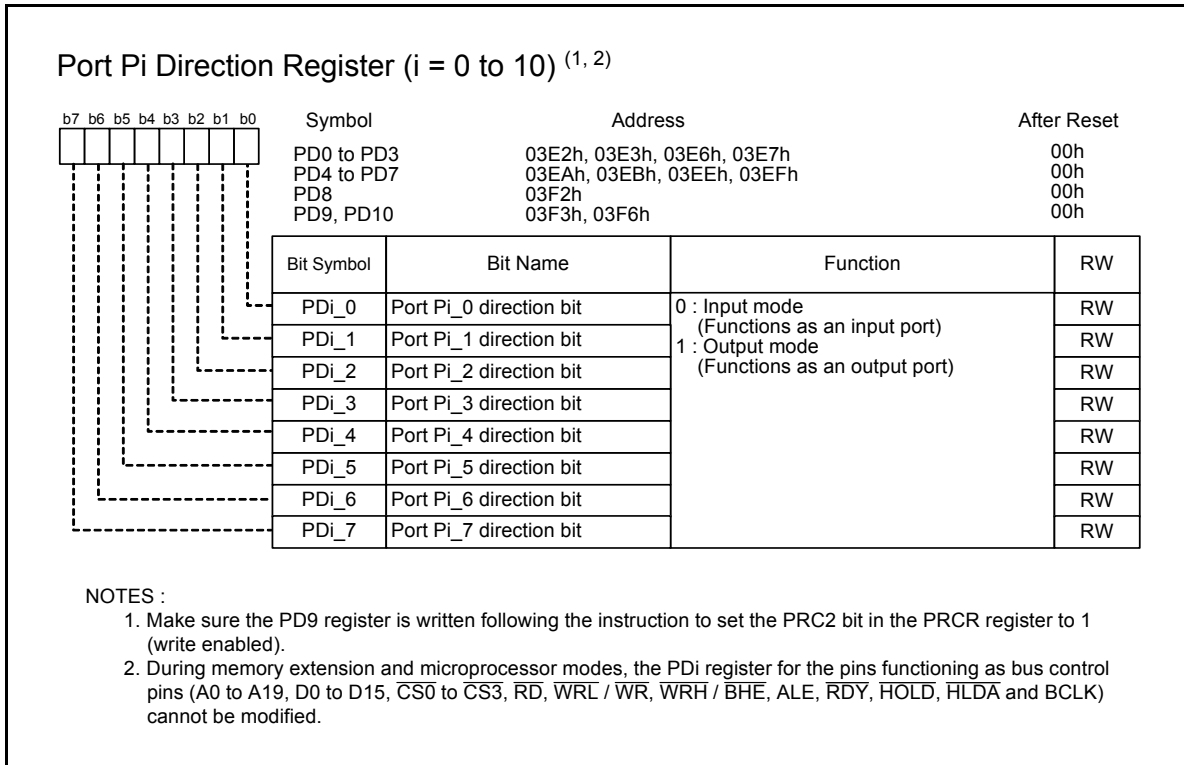 Port Pi Direction Register (i = 0 to 10) (1, 2)
b7 b6 b5 b4 b3 b2 b1 b0
Symbol Address After Reset
PD0 to PD3 03E2h, 03E3h, 03E6h, 03E7h 00h
PD4 to PD7 03EAh, 03EBh, 03EEh, 03EFh 00h
PD8 03F2h 00h
PD9, PD10 03F3h, 03F6h 00h
Bit Symbol Bit Name Function RW
PDi_0 Port Pi_0 direction bit 0 : Input mode RW
(Functions as an input port)
PDi_1 Port Pi_1 direction bit 1 : Output mode RW
(Functions as an output port)
PDi_2 Port Pi_2 direction bit RW
PDi_3 Port Pi_3 direction bit RW
PDi_4 Port Pi_4 direction bit RW
PDi_5 Port Pi_5 direction bit RW
PDi_6 Port Pi_6 direction bit RW
PDi_7 Port Pi_7 direction bit RW
NOTES :
1. Make sure the PD9 register is written following the instruction to set the PRC2 bit in the PRCR register to 1
(write enabled).
2. During memory extension and microprocessor modes, the PDi register for the pins functioning as bus control
pins (A0 to A19, D0 to D15, CS0 to CS3, RD, WRL / WR, WRH / BHE, ALE, RDY, HOLD, HLDA and BCLK)
cannot be modified.